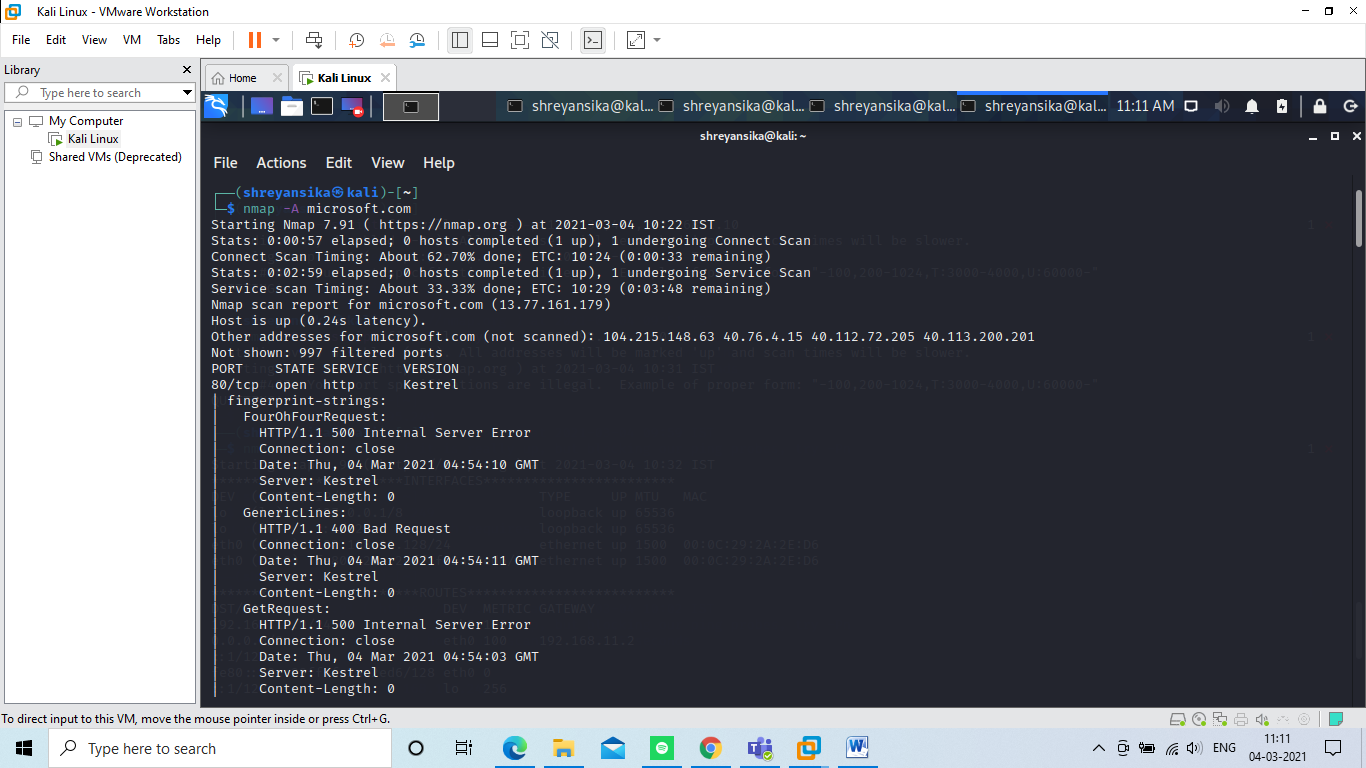 Kali Linux - VMware Workstation
File Edit View VM Tabs Help
Library
Type here to search
My Computer
Kali Linux
Shared VMs (Deprecated)
Home
Kali Linux
shreyansika@kal... shreyansika@kal... shreyansika@kal... shreyansika@kal... 11:11 AM
shreyansika@kali: ~
File Actions Edit View Help
(shreyansika㉿kali)-[~]
$ nmap -A microsoft.com
Starting Nmap 7.91 ( https://nmap.org ) at 2021-03-04 10:22 IST
Stats: 0:00:57 elapsed; 0 hosts completed (1 up), 1 undergoing Connect Scan
Connect Scan Timing: About 62.70% done; ETC: 10:24 (0:00:33 remaining)
Stats: 0:02:59 elapsed; 0 hosts completed (1 up), 1 undergoing Service Scan
Service scan Timing: About 33.33% done; ETC: 10:29 (0:03:48 remaining)
Nmap scan report for microsoft.com (13.77.161.179)
Host is up (0.24s latency).
Other addresses for microsoft.com (not scanned): 104.215.148.63 40.76.4.15 40.112.72.205 40.113.200.201
Not shown: 997 filtered ports
PORT STATE SERVICE VERSION
80/tcp open http Kestrel
| fingerprint-strings:
| FourOhFourRequest:
| HTTP/1.1 500 Internal Server Error
| Connection: close
| Date: Thu, 04 Mar 2021 04:54:10 GMT
| Server: Kestrel
| Content-Length: 0
| GenericLines:
| HTTP/1.1 400 Bad Request
| Connection: close
| Date: Thu, 04 Mar 2021 04:54:11 GMT
| Server: Kestrel
| Content-Length: 0
| GetRequest:
| HTTP/1.1 500 Internal Server Error
| Connection: close
| Date: Thu, 04 Mar 2021 04:54:03 GMT
| Server: Kestrel
| Content-Length: 0
To direct input to this VM, move the mouse pointer inside or press Ctrl+G.
Type here to search
ENG
11:11
04-03-2021